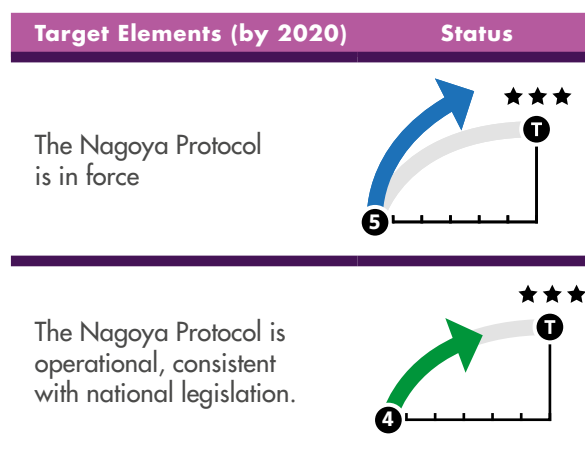 Target Elements (by 2020) Status
The Nagoya Protocol
is in force
T
5
The Nagoya Protocol is
operational, consistent
with national legislation.
T
4